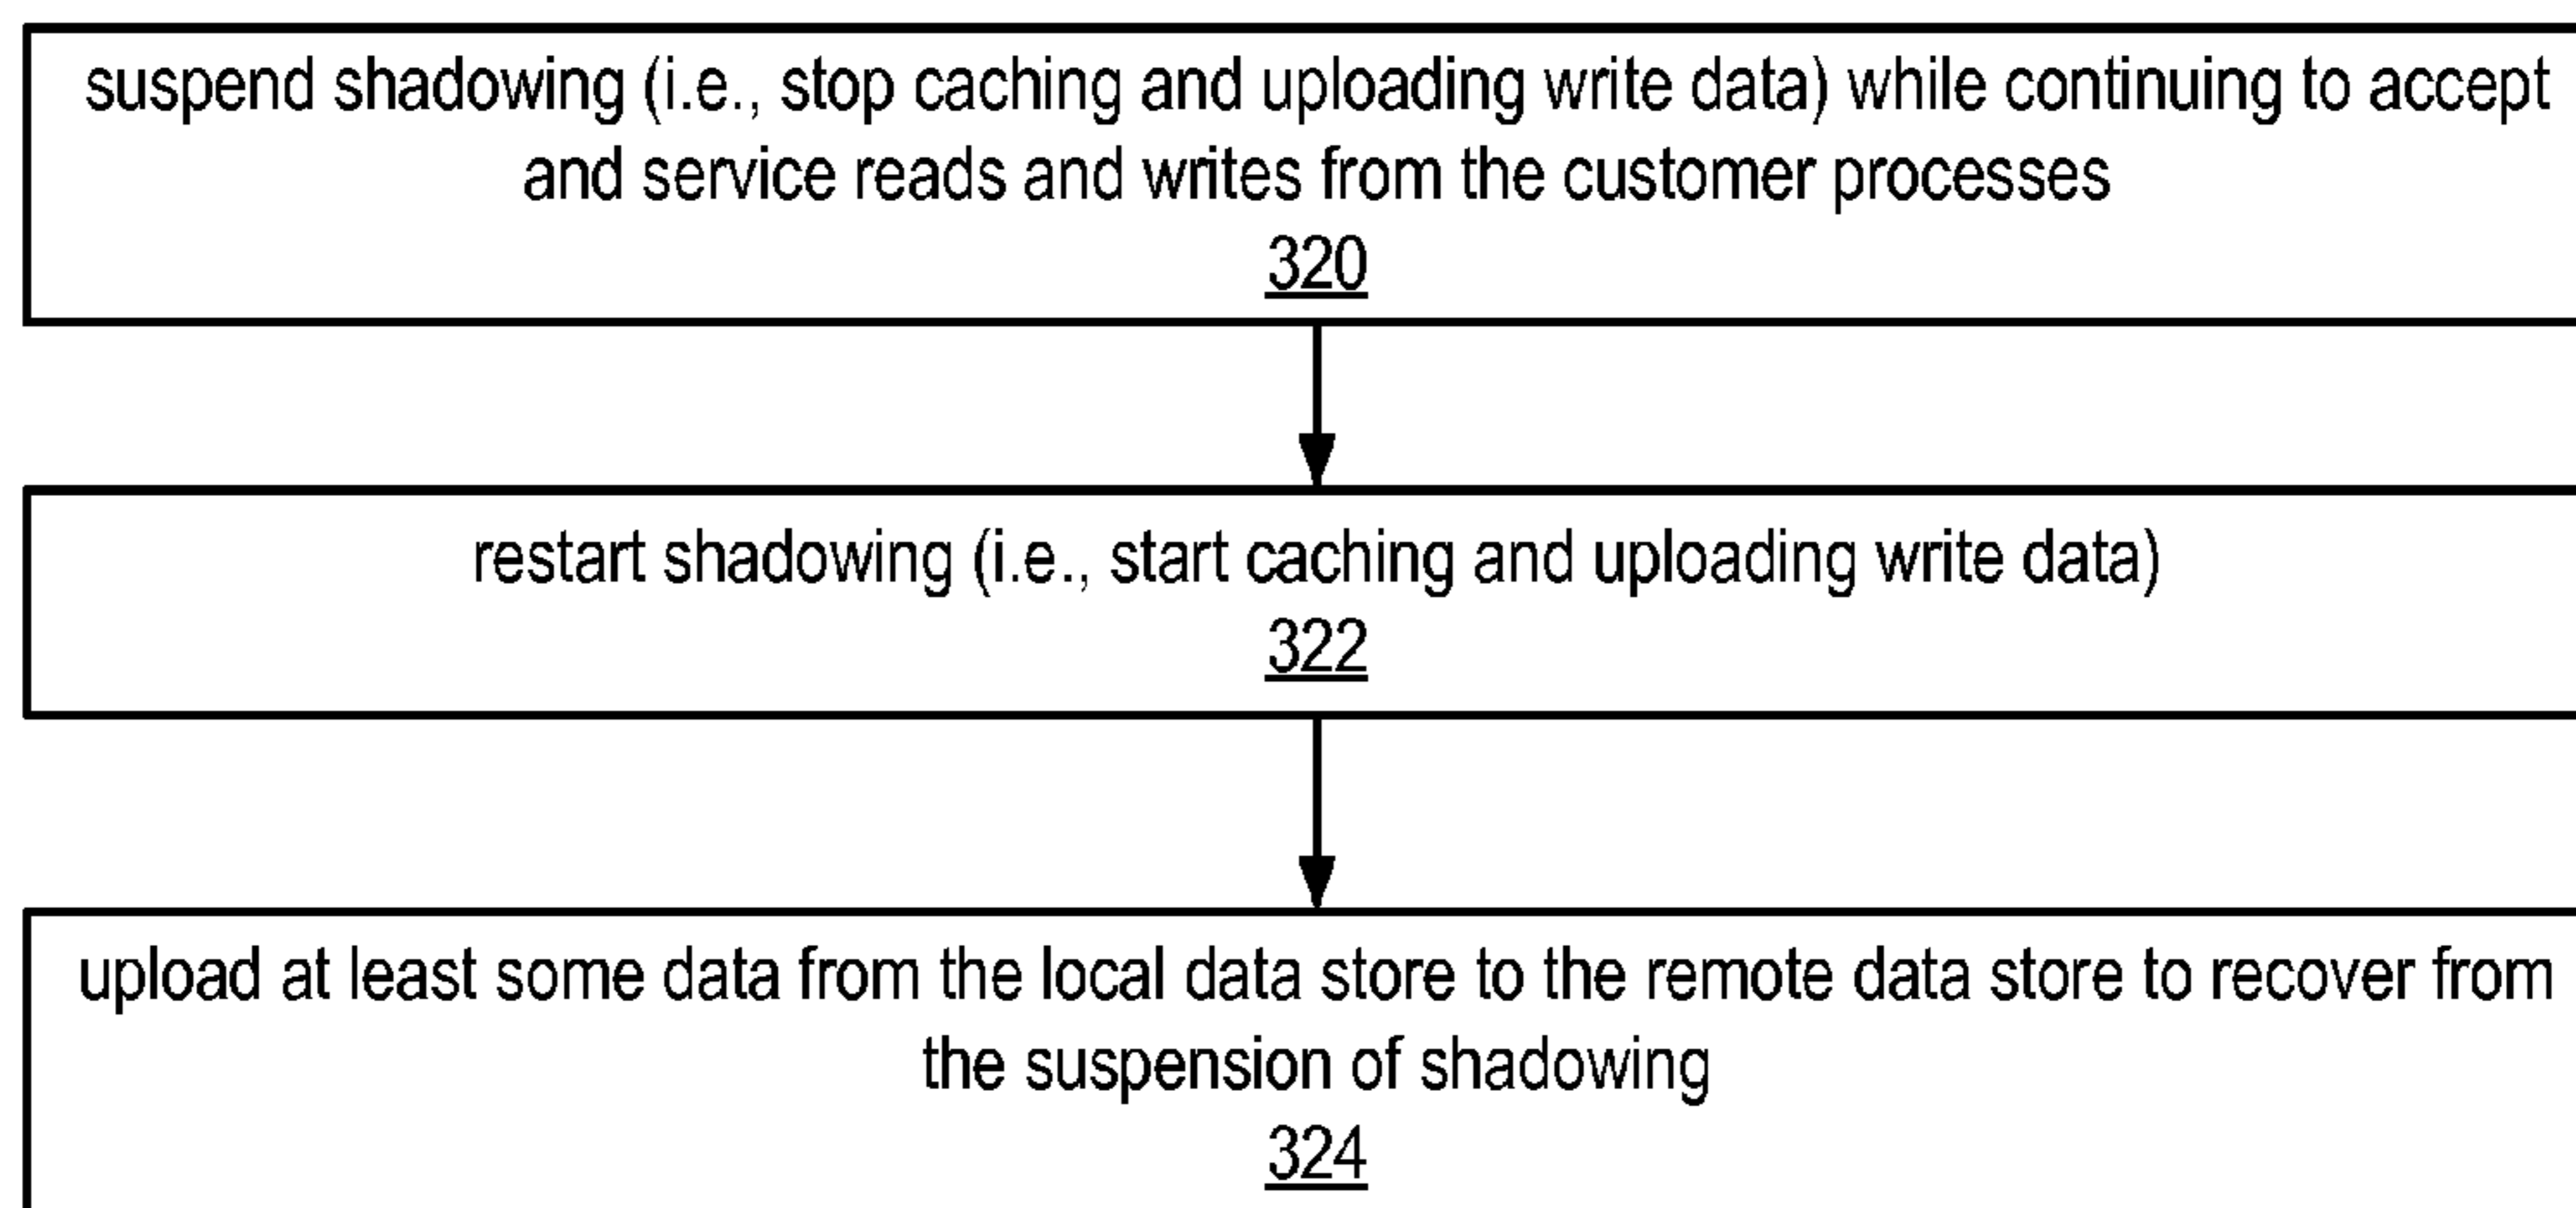 suspend shadowing (i.e., stop caching and uploading write data) while continuing to accept
and service reads and writes from the customer processes
320
restart shadowing (i.e., start caching and uploading write data)
322
upload at least some data from the local data store to the remote data store to recover from
the suspension of shadowing
324